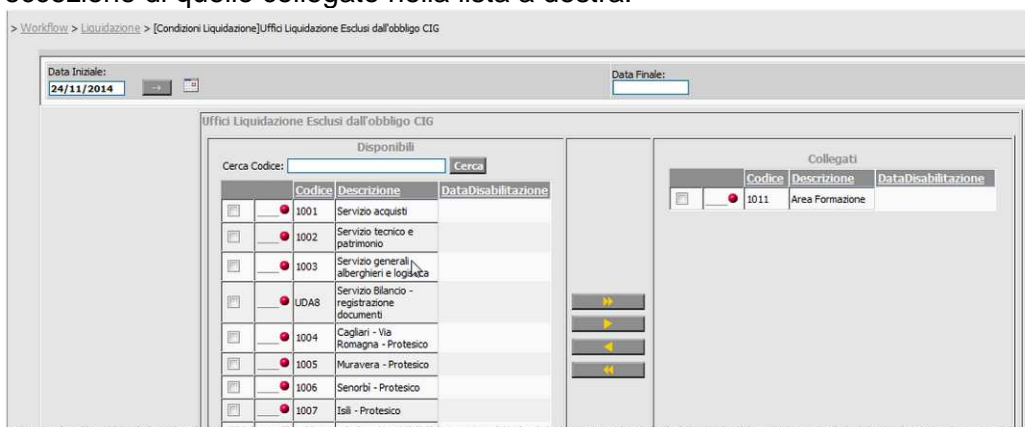 > Workflow > Liquidazione > [Condizioni Liquidazione]Uffici Liquidazione Esclusi dall'obbligo CIG
Data Iniziale:
24/11/2014
Data Finale:
Uffici Liquidazione Esclusi dall'obbligo CIG
Disponibili
Cerca Codice: Cerca
Codice Descrizione DataDisabilitazione
1001 Servizio acquisti
1002 Servizio tecnico e
patrimonio
1003 Servizio generali
alberghieri e logistica
UDA8 Servizio Bilancio -
registrazione
documenti
1004 Cagliari - Via
Romagna - Protesico
1005 Muravera - Protesico
1006 Senorbì - Protesico
1007 Isili - Protesico
Collegati
Codice Descrizione DataDisabilitazione
1011 Area Formazione